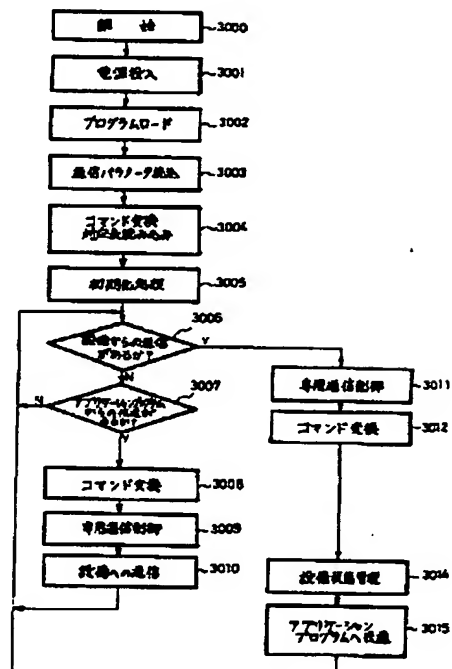 開始
3000
電源投入
3001
プログラムロード
3002
通信パラメータ読込
3003
コマンド変換
対応表読み込み
3004
初期化処理
3005
設備からの通信
があるか?
3006
Y
N
アプリケーションプログラム
からの伝送が
あるか?
3007
N
Y
コマンド変換
3008
専用通信制御
3009
設備への送信
3010
専用通信制御
3011
コマンド変換
3012
設備状態管理
3014
アプリケーション
プログラムへ伝送
3015